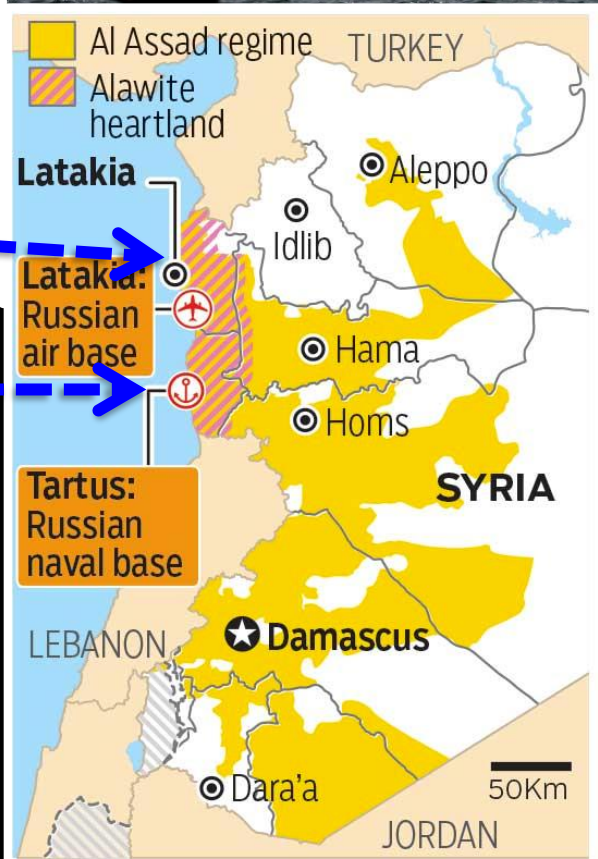 Al Assad regime
Alawite
heartland
TURKEY
Latakia
Aleppo
Idlib
Latakia:
Russian
air base
Hama
Homs
Tartus:
Russian
naval base
SYRIA
LEBANON
Damascus
Dara'a
50Km
JORDAN